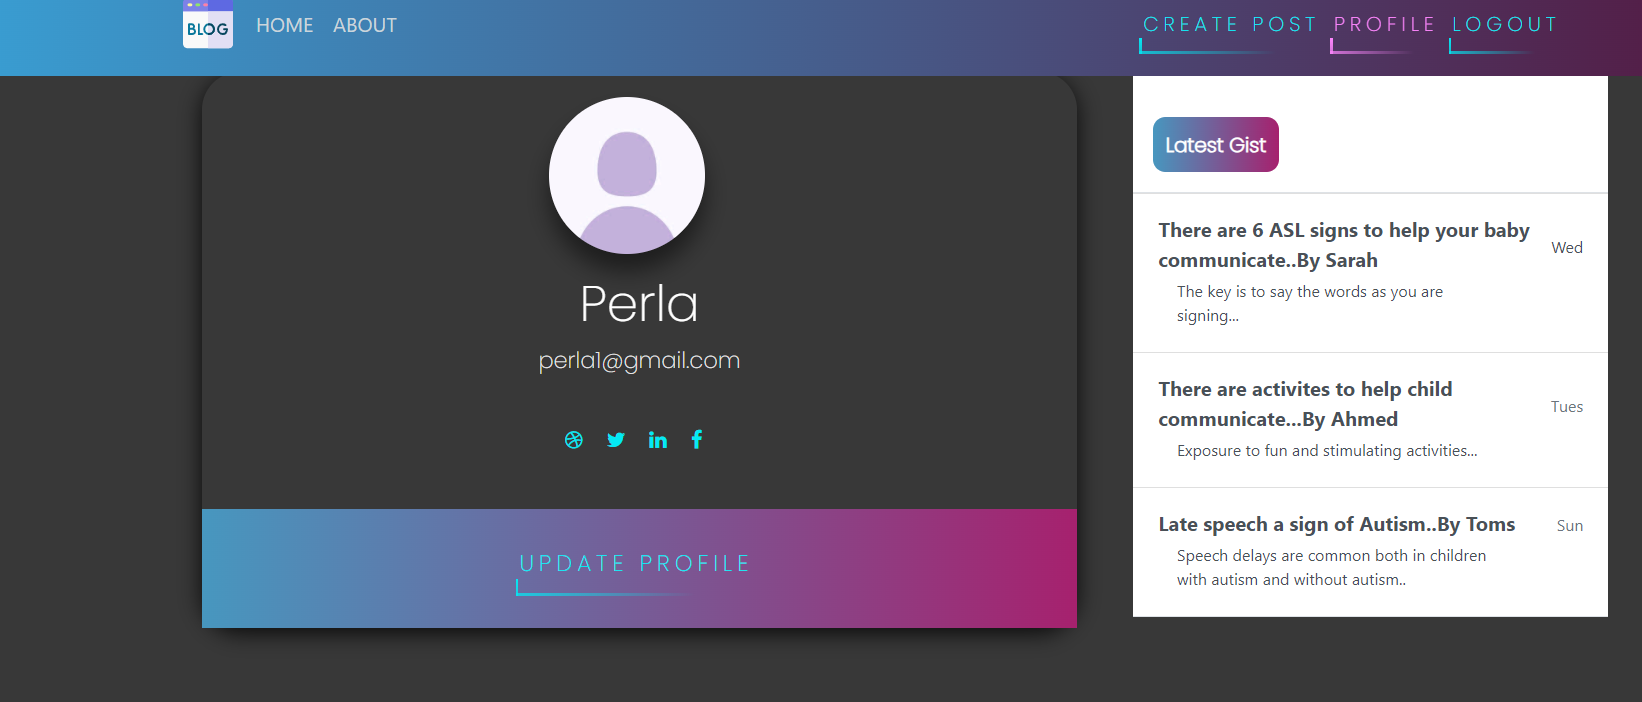 BLOG
HOME ABOUT
CREATE POST PROFILE LOGOUT
Perla
perla1@gmail.com
UPDATE PROFILE
Latest Gist
There are 6 ASL signs to help your baby
communicate..By Sarah
Wed
The key is to say the words as you are
signing...
There are activites to help child
communicate...By Ahmed
Tues
Exposure to fun and stimulating activities...
Late speech a sign of Autism..By Toms
Sun
Speech delays are common both in children
with autism and without autism..